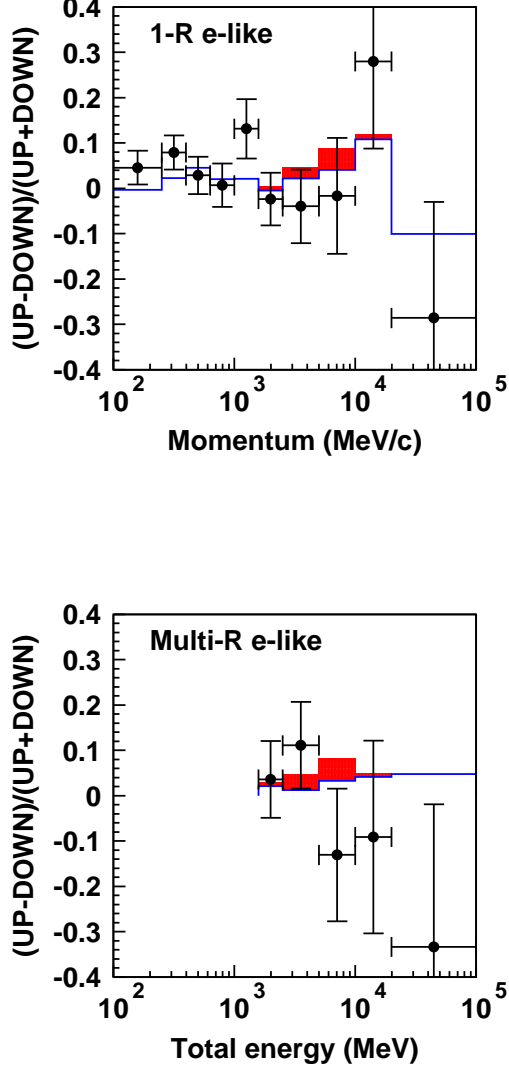 1-R e-like
(UP-DOWN)/(UP+DOWN)
0.4
0.3
0.2
0.1
0
-0.1
-0.2
-0.3
-0.4
10^2 10^3 10^4 10^5
Momentum (MeV/c)
Multi-R e-like
(UP-DOWN)/(UP+DOWN)
0.4
0.3
0.2
0.1
0
-0.1
-0.2
-0.3
-0.4
10^2 10^3 10^4 10^5
Total energy (MeV)